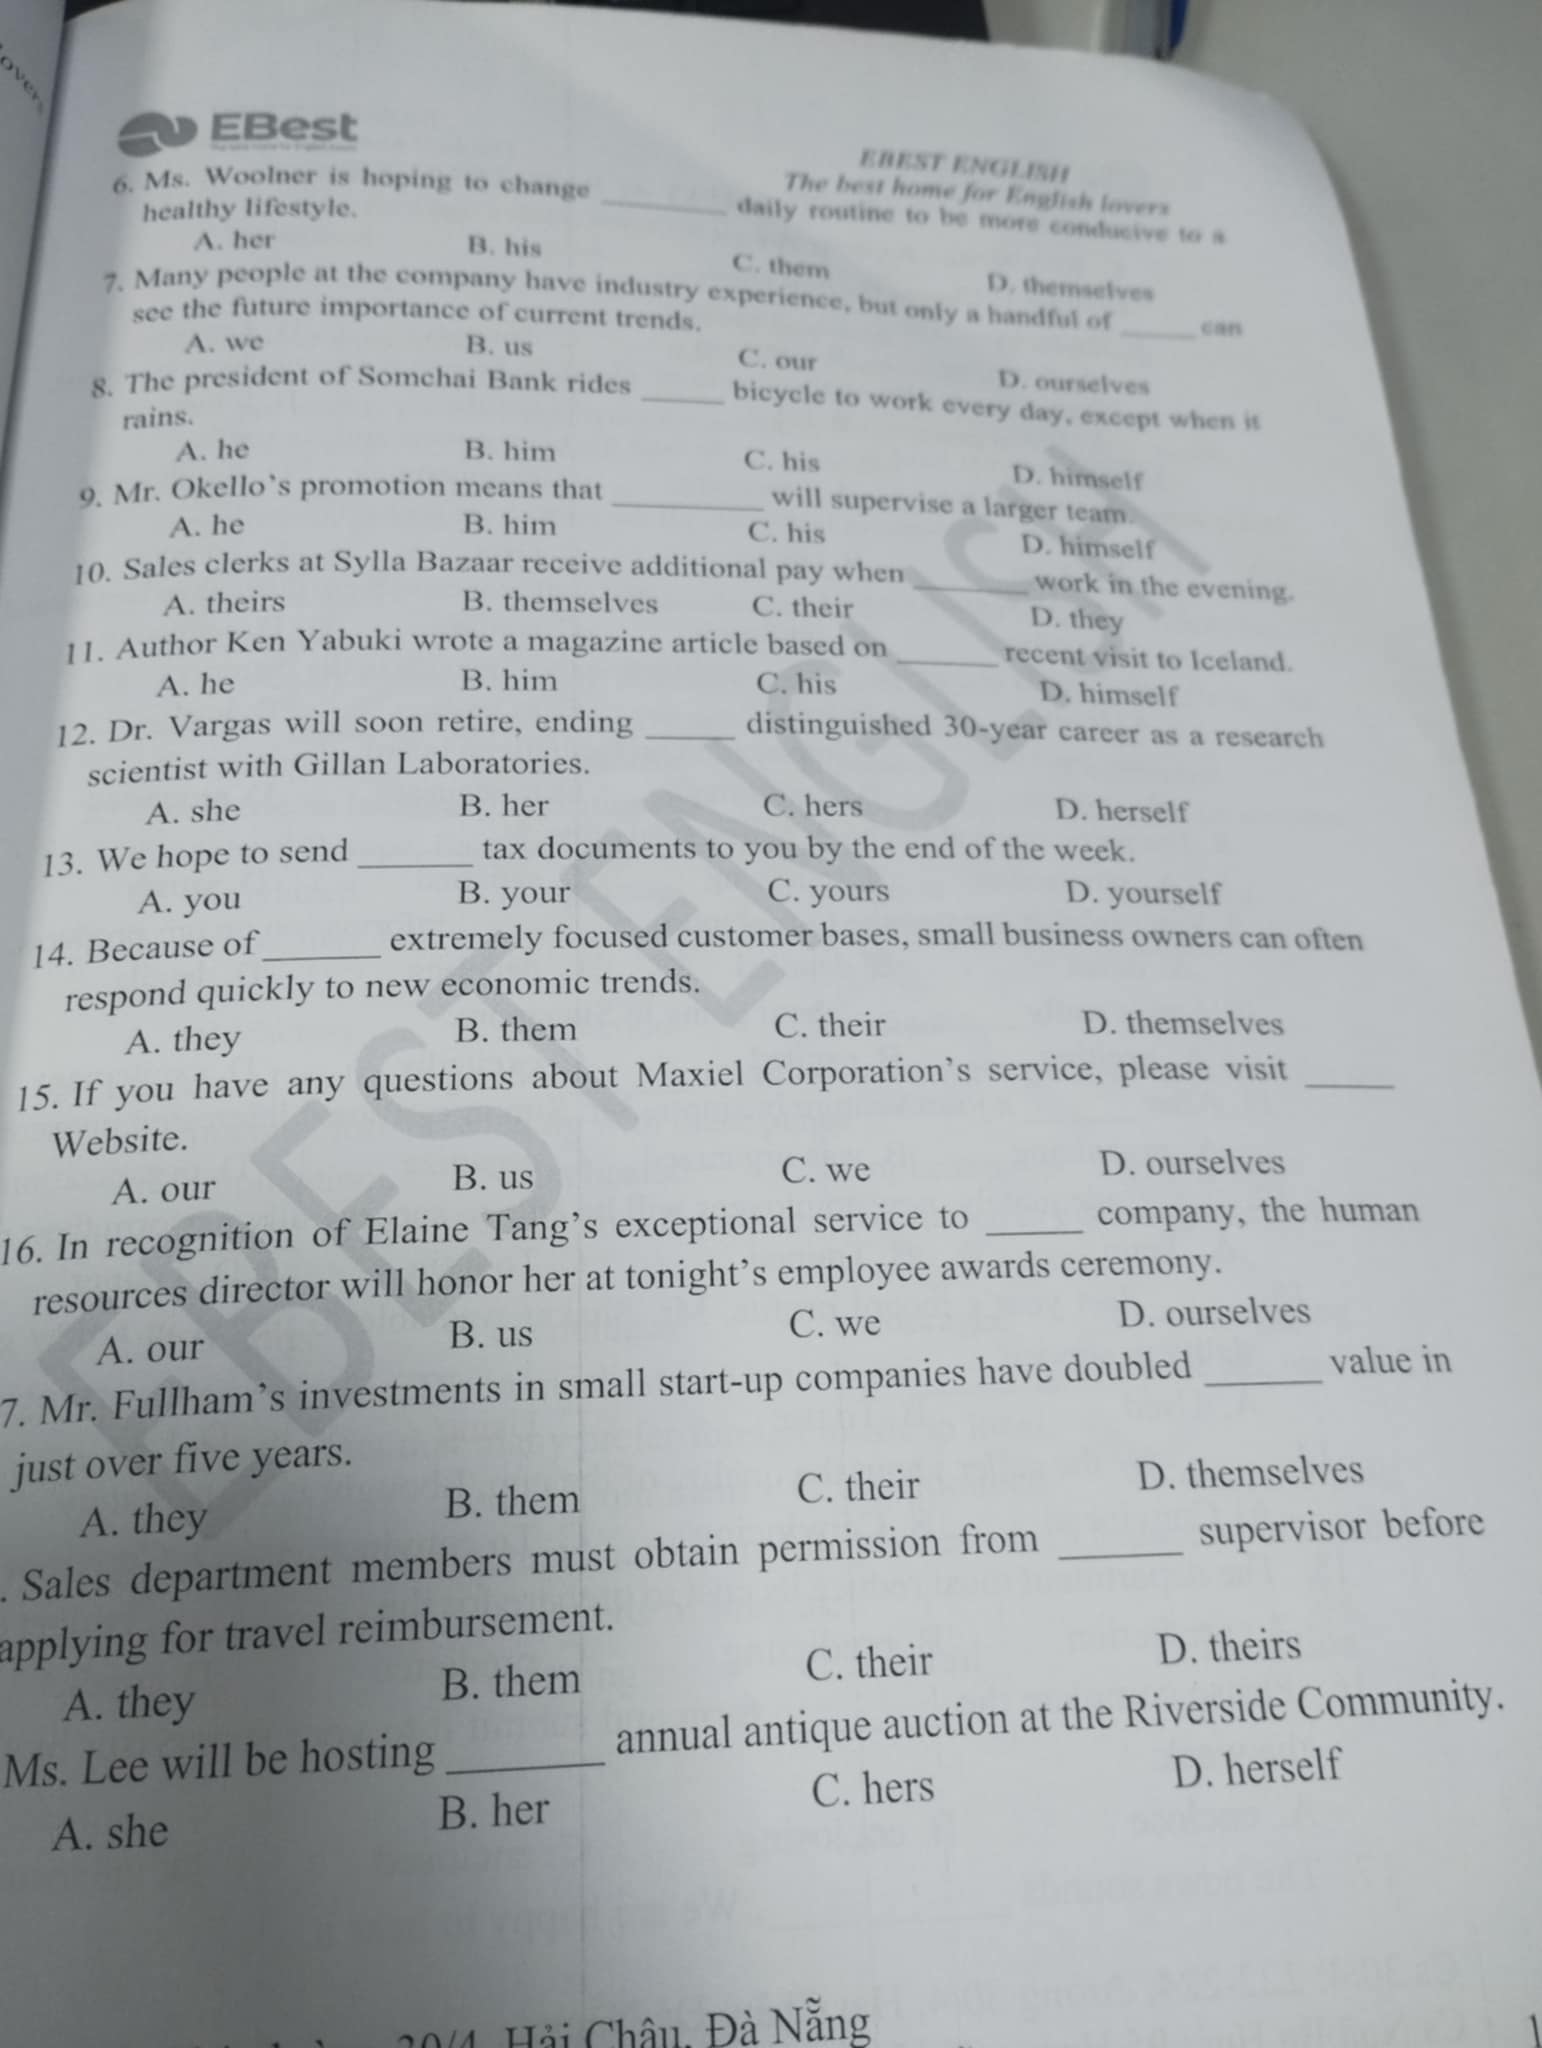 EBest
EBEST ENGLISH
The best home for English lovers
6. Ms. Woolner is hoping to change ________ daily routine to be more conducive to a
healthy lifestyle.
A. her B. his C. them D. themselves
7. Many people at the company have industry experience, but only a handful of _____ can
see the future importance of current trends.
A. we B. us C. our D. ourselves
8. The president of Somchai Bank rides _____ bicycle to work every day, except when it
rains.
A. he B. him C. his D. himself
9. Mr. Okello's promotion means that _________ will supervise a larger team.
A. he B. him C. his D. himself
10. Sales clerks at Sylla Bazaar receive additional pay when _______ work in the evening.
A. theirs B. themselves C. their D. they
11. Author Ken Yabuki wrote a magazine article based on ______ recent visit to Iceland.
A. he B. him C. his D. himself
12. Dr. Vargas will soon retire, ending _____ distinguished 30-year career as a research
scientist with Gillan Laboratories.
A. she B. her C. hers D. herself
13. We hope to send _______ tax documents to you by the end of the week.
A. you B. your C. yours D. yourself
14. Because of _______ extremely focused customer bases, small business owners can often
respond quickly to new economic trends.
A. they B. them C. their D. themselves
15. If you have any questions about Maxiel Corporation's service, please visit _____
Website.
A. our B. us C. we D. ourselves
16. In recognition of Elaine Tang's exceptional service to _____ company, the human
resources director will honor her at tonight's employee awards ceremony.
A. our B. us C. we D. ourselves
7. Mr. Fullham's investments in small start-up companies have doubled ______ value in
just over five years.
A. they B. them C. their D. themselves
. Sales department members must obtain permission from ______ supervisor before
applying for travel reimbursement.
A. they B. them C. their D. theirs
Ms. Lee will be hosting _______ annual antique auction at the Riverside Community.
A. she B. her C. hers D. herself
EBEST ENGLISH
30/4, Hải Châu, Đà Nẵng